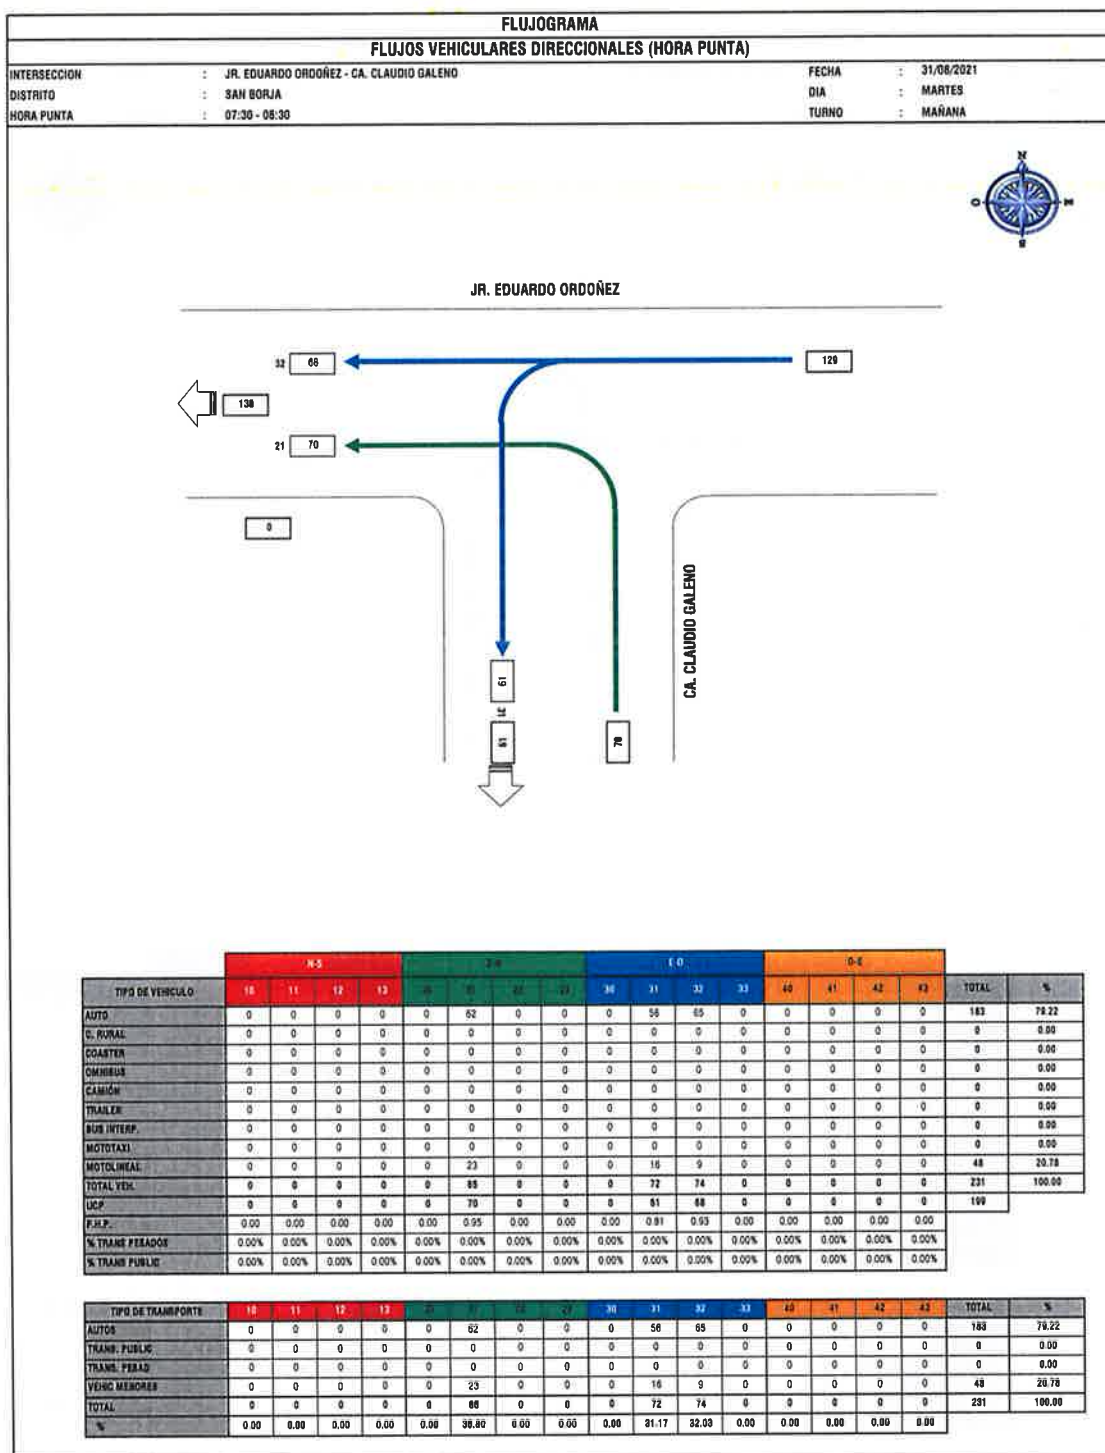 FLUJOGRAMA
FLUJOS VEHICULARES DIRECCIONALES (HORA PUNTA)
INTERSECCION : JR. EDUARDO ORDOÑEZ - CA. CLAUDIO GALENO FECHA : 31/08/2021
DISTRITO : SAN BORJA DIA : MARTES
HORA PUNTA : 07:30 - 08:30 TURNO : MAÑANA
N
O
S
JR. EDUARDO ORDOÑEZ
32 68 129
138
21 70
0
CA. CLAUDIO GALENO
61
61
70
N-S E-O O-E
TIPO DE VEHICULO 10 11 12 13 30 31 32 33 40 41 42 43 TOTAL %
AUTO 0 0 0 0 0 62 0 0 0 56 65 0 0 0 0 0 183 79.22
C. RURAL 0 0 0 0 0 0 0 0 0 0 0 0 0 0 0 0 0 0.00
COASTER 0 0 0 0 0 0 0 0 0 0 0 0 0 0 0 0 0 0.00
OMNIBUS 0 0 0 0 0 0 0 0 0 0 0 0 0 0 0 0 0 0.00
CAMIÓN 0 0 0 0 0 0 0 0 0 0 0 0 0 0 0 0 0 0.00
TRAILER 0 0 0 0 0 0 0 0 0 0 0 0 0 0 0 0 0 0.00
BUS INTERP. 0 0 0 0 0 0 0 0 0 0 0 0 0 0 0 0 0 0.00
MOTOTAXI 0 0 0 0 0 0 0 0 0 0 0 0 0 0 0 0 0 0.00
MOTOLINEAL 0 0 0 0 0 23 0 0 0 16 9 0 0 0 0 0 48 20.78
TOTAL VEH. 0 0 0 0 0 85 0 0 0 72 74 0 0 0 0 0 231 100.00
UCP 0 0 0 0 0 70 0 0 0 61 68 0 0 0 0 0 199
F.H.P. 0.00 0.00 0.00 0.00 0.00 0.95 0.00 0.00 0.00 0.81 0.93 0.00 0.00 0.00 0.00 0.00
% TRANS PESADOS 0.00% 0.00% 0.00% 0.00% 0.00% 0.00% 0.00% 0.00% 0.00% 0.00% 0.00% 0.00% 0.00% 0.00% 0.00% 0.00%
% TRANS PUBLIC 0.00% 0.00% 0.00% 0.00% 0.00% 0.00% 0.00% 0.00% 0.00% 0.00% 0.00% 0.00% 0.00% 0.00% 0.00% 0.00%
TIPO DE TRANSPORTE 10 11 12 13 30 31 32 33 40 41 42 43 TOTAL %
AUTOS 0 0 0 0 0 62 0 0 0 56 65 0 0 0 0 0 183 79.22
TRANS. PUBLIC 0 0 0 0 0 0 0 0 0 0 0 0 0 0 0 0 0 0.00
TRANS. PESAD 0 0 0 0 0 0 0 0 0 0 0 0 0 0 0 0 0 0.00
VEHIC MENORES 0 0 0 0 0 23 0 0 0 16 9 0 0 0 0 0 48 20.78
TOTAL 0 0 0 0 0 0 0 0 72 74 0 0 0 0 0 231 100.00
% 0.00 0.00 0.00 0.00 0.00 36.80 0.00 0.00 0.00 31.17 32.03 0.00 0.00 0.00 0.00 0.00